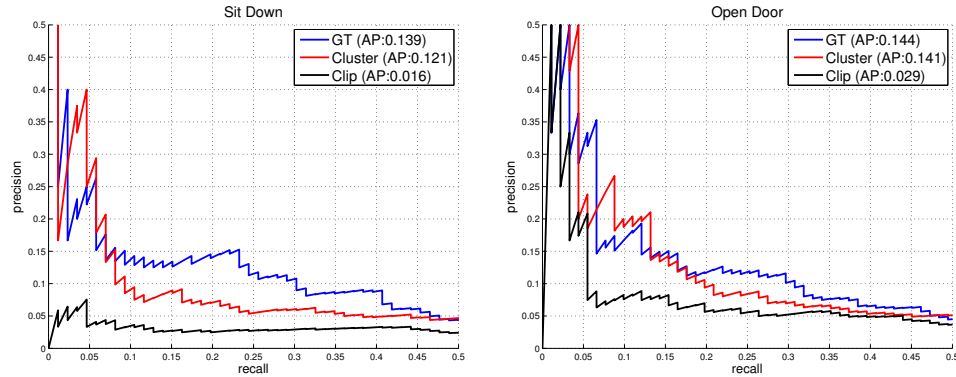 Sit Down
0.5
0.45
0.4
0.35
0.3
0.25
0.2
0.15
0.1
0.05
0
precision
GT (AP:0.139)
Cluster (AP:0.121)
Clip (AP:0.016)
0 0.05 0.1 0.15 0.2 0.25 0.3 0.35 0.4 0.45 0.5
recall
Open Door
0.5
0.45
0.4
0.35
0.3
0.25
0.2
0.15
0.1
0.05
0
precision
GT (AP:0.144)
Cluster (AP:0.141)
Clip (AP:0.029)
0 0.05 0.1 0.15 0.2 0.25 0.3 0.35 0.4 0.45 0.5
recall